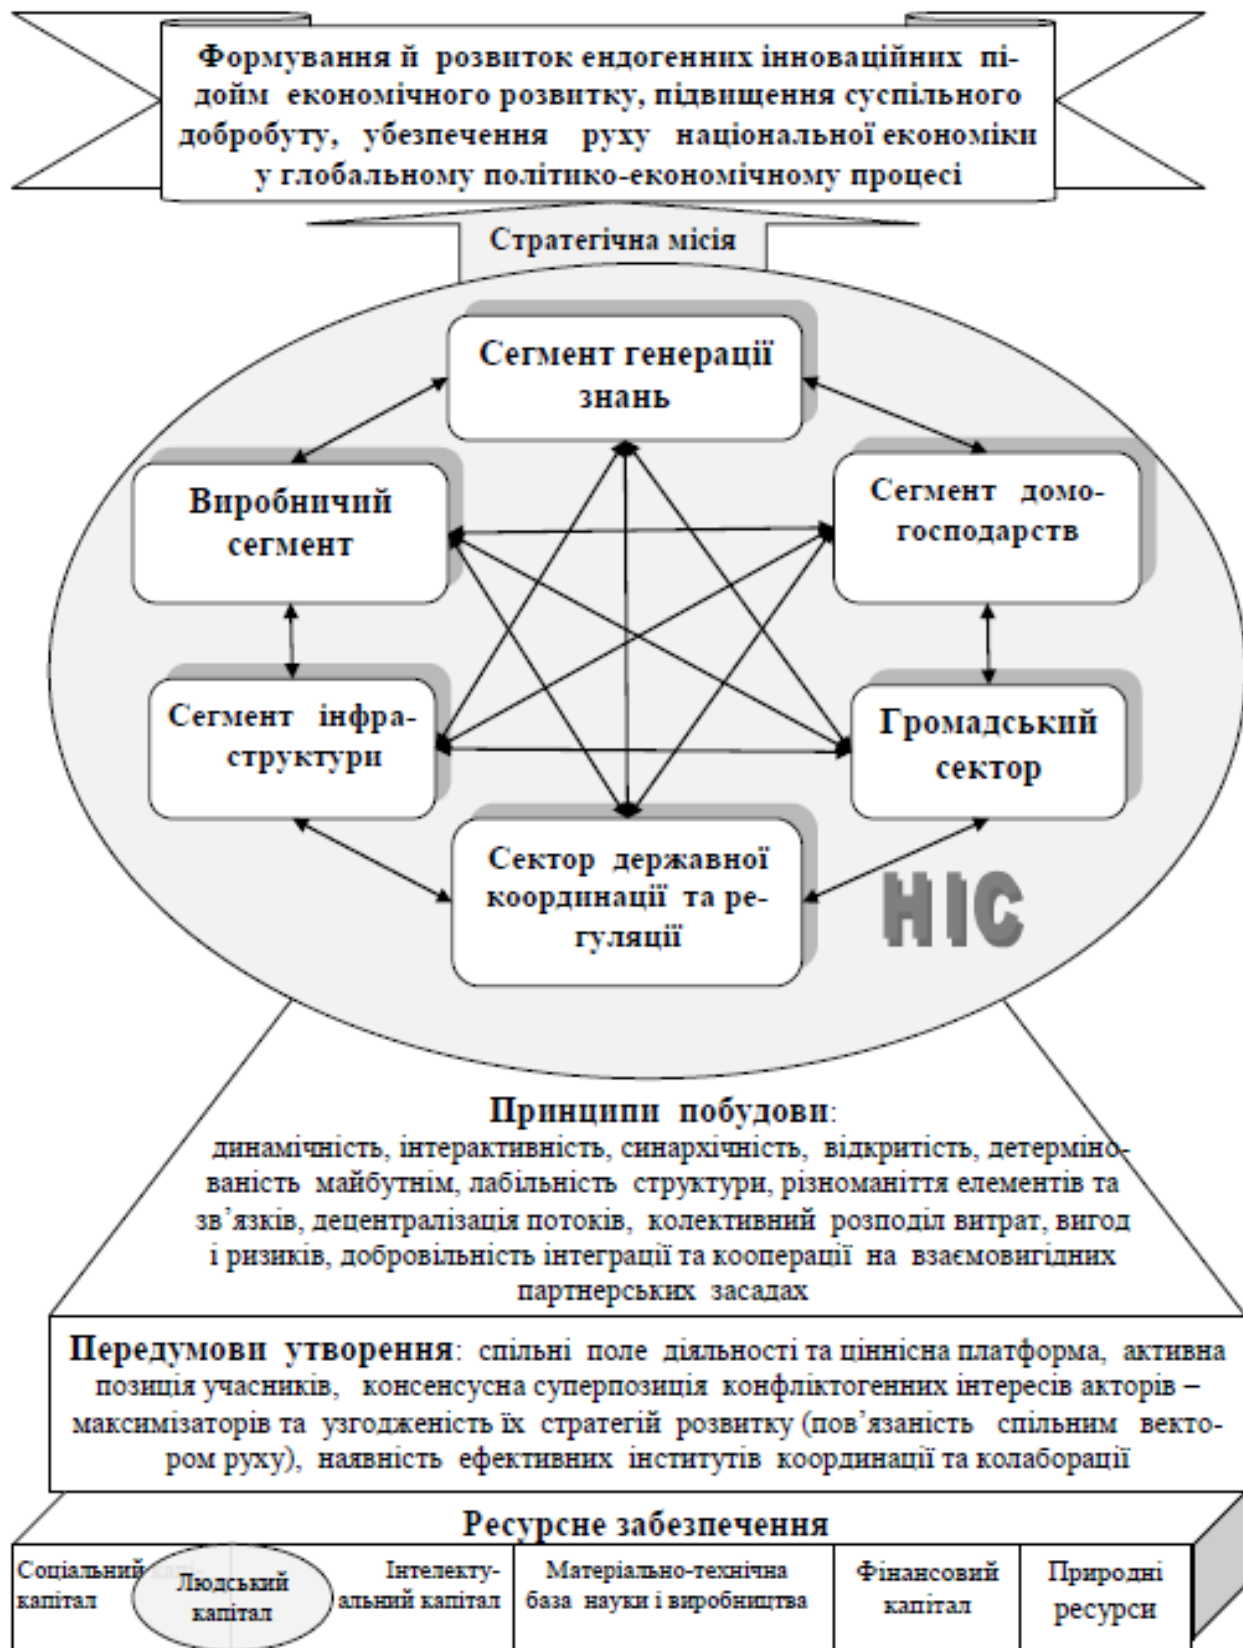 Формування й розвиток ендогенних інноваційних пі-
дойм економічного розвитку, підвищення суспільного
добробуту, убезпечення руху національної економіки
у глобальному політико-економічному процесі
Стратегічна місія
Сегмент генерації
знань
Виробничий
сегмент
Сегмент домо-
господарств
Сегмент інфра-
структури
Громадський
сектор
Сектор державної
координації та ре-
гуляції
НІС
Принципи побудови:
динамічність, інтерактивність, синархічність, відкритість, детерміно-
ваність майбутнім, лабільність структури, різноманіття елементів та
зв’язків, децентралізація потоків, колективний розподіл витрат, вигод
і ризиків, добровільність інтеграції та кооперації на взаємовигідних
партнерських засадах
Передумови утворення: спільні поле діяльності та ціннісна платформа, активна
позиція учасників, консенсусна суперпозиція конфліктогенних інтересів акторів –
максимізаторів та узгодженість їх стратегій розвитку (пов’язаність спільним векто-
ром руху), наявність ефективних інститутів координації та колаборації
Ресурсне забезпечення
Соціальний капі-
капітал
Людський
капітал
Інтелекту-
альний капітал
Матеріально-технічна
база науки і виробництва
Фінансовий
капітал
Природні
ресурси